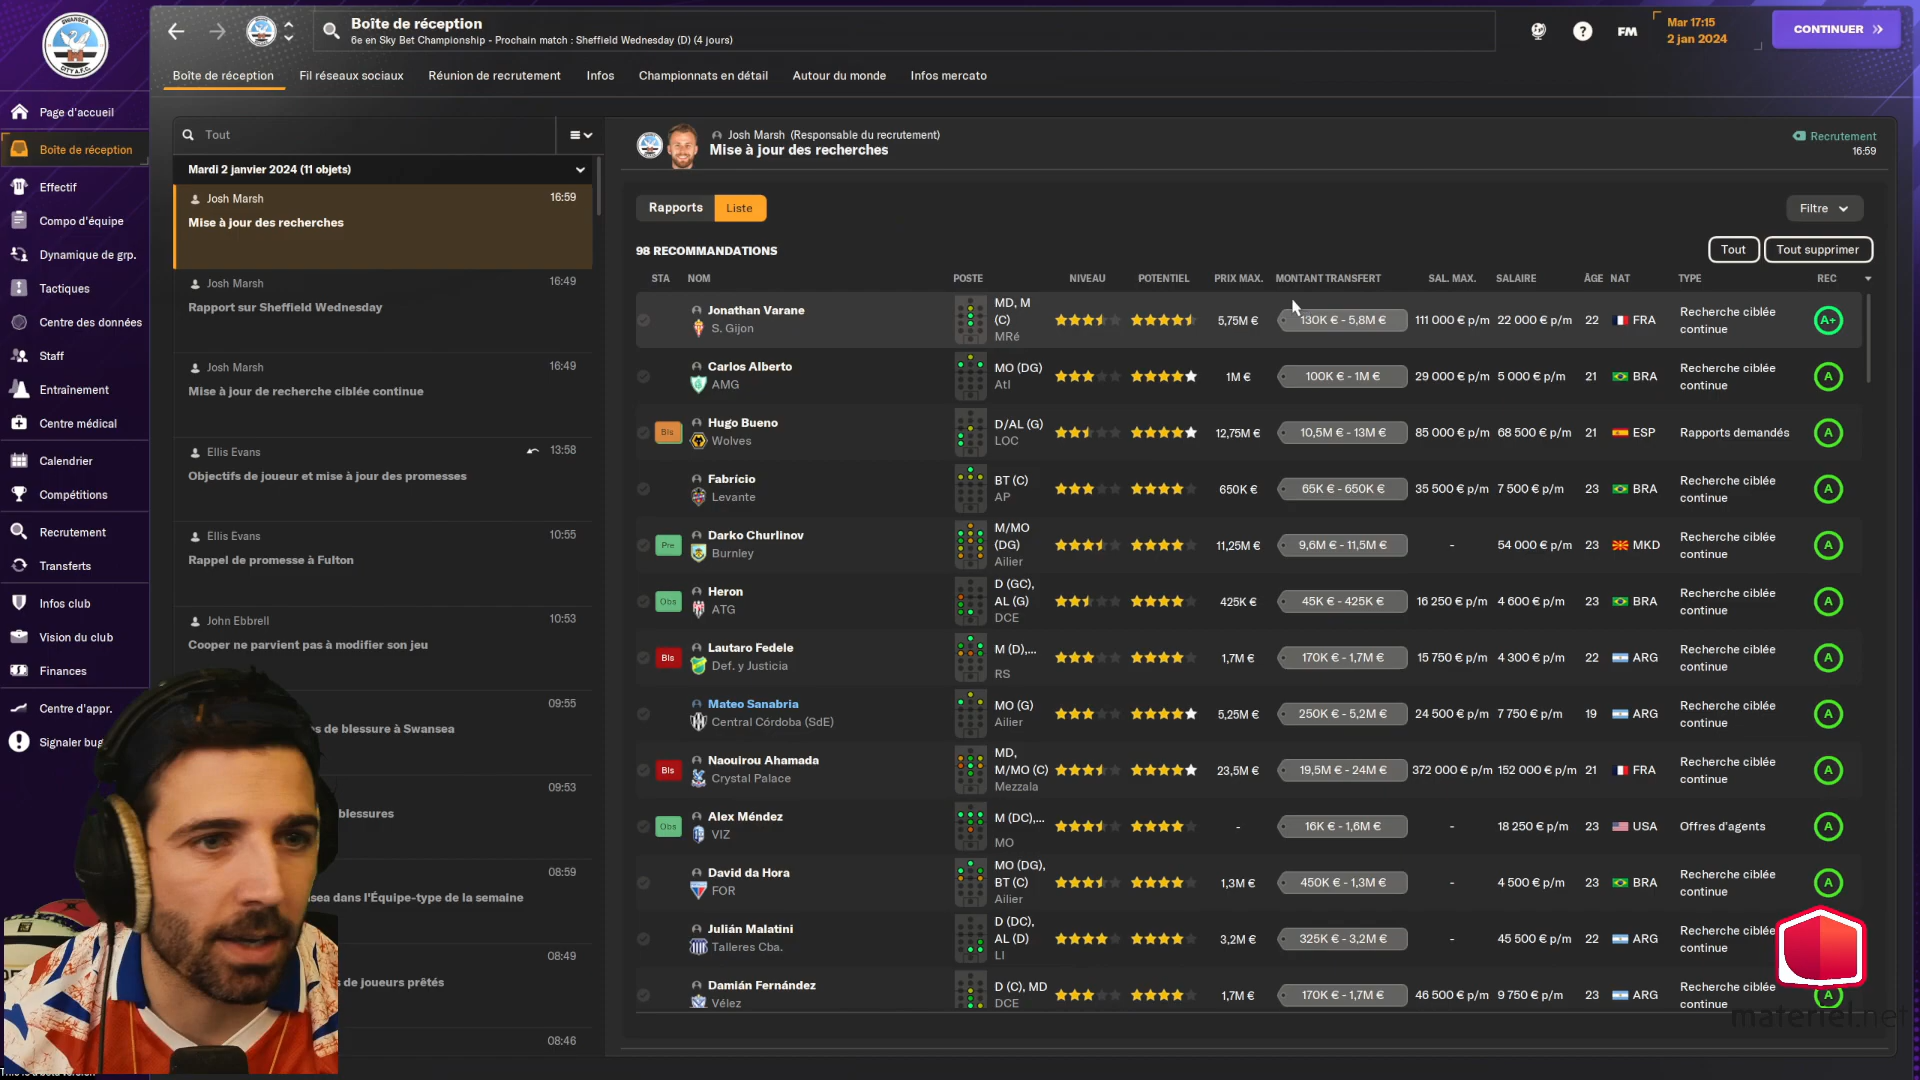 SWANSEA
CITY A.F.C.
Boîte de réception
6e en Sky Bet Championship - Prochain match : Sheffield Wednesday (D) (4 jours)
FM
Mar 17:15
2 jan 2024
CONTINUER
Boîte de réception
Fil réseaux sociaux
Réunion de recrutement
Infos
Championnats en détail
Autour du monde
Infos mercato
Page d'accueil
Boîte de réception
Effectif
Compo d'équipe
Dynamique de grp.
Tactiques
Centre des données
Staff
Entraînement
Centre médical
Calendrier
Compétitions
Recrutement
Transferts
Infos club
Vision du club
Finances
Centre d'appr.
Signaler bug
Tout
Mardi 2 janvier 2024 (11 objets)
Josh Marsh 16:59
Mise à jour des recherches
Josh Marsh 16:49
Rapport sur Sheffield Wednesday
Josh Marsh 16:49
Mise à jour de recherche ciblée continue
Ellis Evans 13:58
Objectifs de joueur et mise à jour des promesses
Ellis Evans 10:55
Rappel de promesse à Fulton
John Ebbrell 10:53
Cooper ne parvient pas à modifier son jeu
09:55
s de blessure à Swansea
09:53
blessures
08:59
sea dans l'Équipe-type de la semaine
08:49
s de joueurs prêtés
08:46
Josh Marsh (Responsable du recrutement)
Mise à jour des recherches
Recrutement
16:59
Rapports Liste
Filtre
98 RECOMMANDATIONS
Tout Tout supprimer
STA NOM POSTE NIVEAU POTENTIEL PRIX MAX. MONTANT TRANSFERT SAL. MAX. SALAIRE ÂGE NAT TYPE REC
Jonathan Varane S. Gijon MD, M (C) MRé 5,75M € 130K € - 5,8M € 111 000 € p/m 22 000 € p/m 22 FRA Recherche ciblée continue A+
Carlos Alberto AMG MO (DG) Atl 1M € 100K € - 1M € 29 000 € p/m 5 000 € p/m 21 BRA Recherche ciblée continue A
Bls Hugo Bueno Wolves D/AL (G) LOC 12,75M € 10,5M € - 13M € 85 000 € p/m 68 500 € p/m 21 ESP Rapports demandés A
Fabrício Levante BT (C) AP 650K € 65K € - 650K € 35 500 € p/m 7 500 € p/m 23 BRA Recherche ciblée continue A
Pre Darko Churlinov Burnley M/MO (DG) Ailier 11,25M € 9,6M € - 11,5M € - 54 000 € p/m 23 MKD Recherche ciblée continue A
Obs Heron ATG D (GC), AL (G) DCE 425K € 45K € - 425K € 16 250 € p/m 4 600 € p/m 23 BRA Recherche ciblée continue A
Bls Lautaro Fedele Def. y Justicia M (D),... RS 1,7M € 170K € - 1,7M € 15 750 € p/m 4 300 € p/m 22 ARG Recherche ciblée continue A
Mateo Sanabria Central Córdoba (SdE) MO (G) Ailier 5,25M € 250K € - 5,2M € 24 500 € p/m 7 750 € p/m 19 ARG Recherche ciblée continue A
Bls Naouirou Ahamada Crystal Palace MD, M/MO (C) Mezzala 23,5M € 19,5M € - 24M € 372 000 € p/m 152 000 € p/m 21 FRA Recherche ciblée continue A
Obs Alex Méndez VIZ M (DC),... MO - 16K € - 1,6M € - 18 250 € p/m 23 USA Offres d'agents A
David da Hora FOR MO (DG), BT (C) Ailier 1,3M € 450K € - 1,3M € - 4 500 € p/m 23 BRA Recherche ciblée continue A
Julián Malatini Talleres Cba. D (DC), AL (D) LI 3,2M € 325K € - 3,2M € - 45 500 € p/m 22 ARG Recherche ciblée continue
Damián Fernández Vélez D (C), MD DCE 1,7M € 170K € - 1,7M € 46 500 € p/m 9 750 € p/m 23 ARG Recherche ciblée continue A
materiel.net